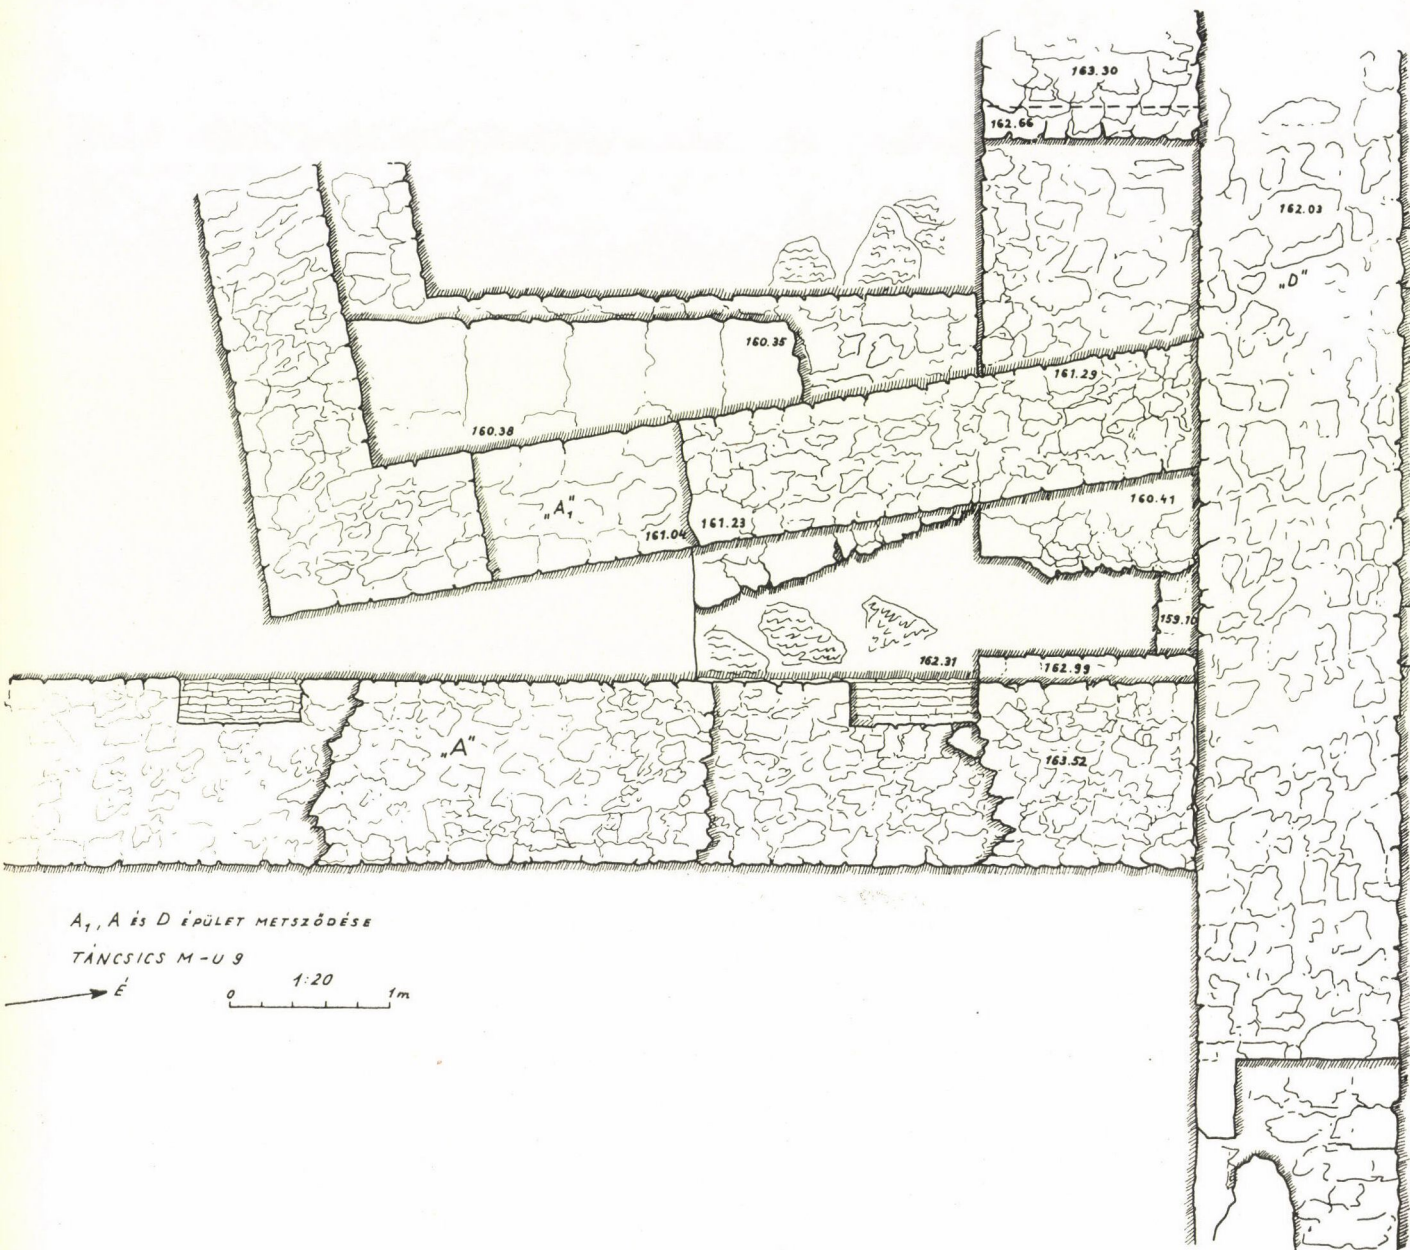 163.30
162.66
162.03
„D"
160.35
161.29
160.38
160.41
„A₁"
161.04
161.23
159.10
162.31
162.99
„A"
163.52
A₁, A ÉS D ÉPÜLET METSZŐDÉSE
TÁNCSICS M-U 9
1:20
É
0 1m